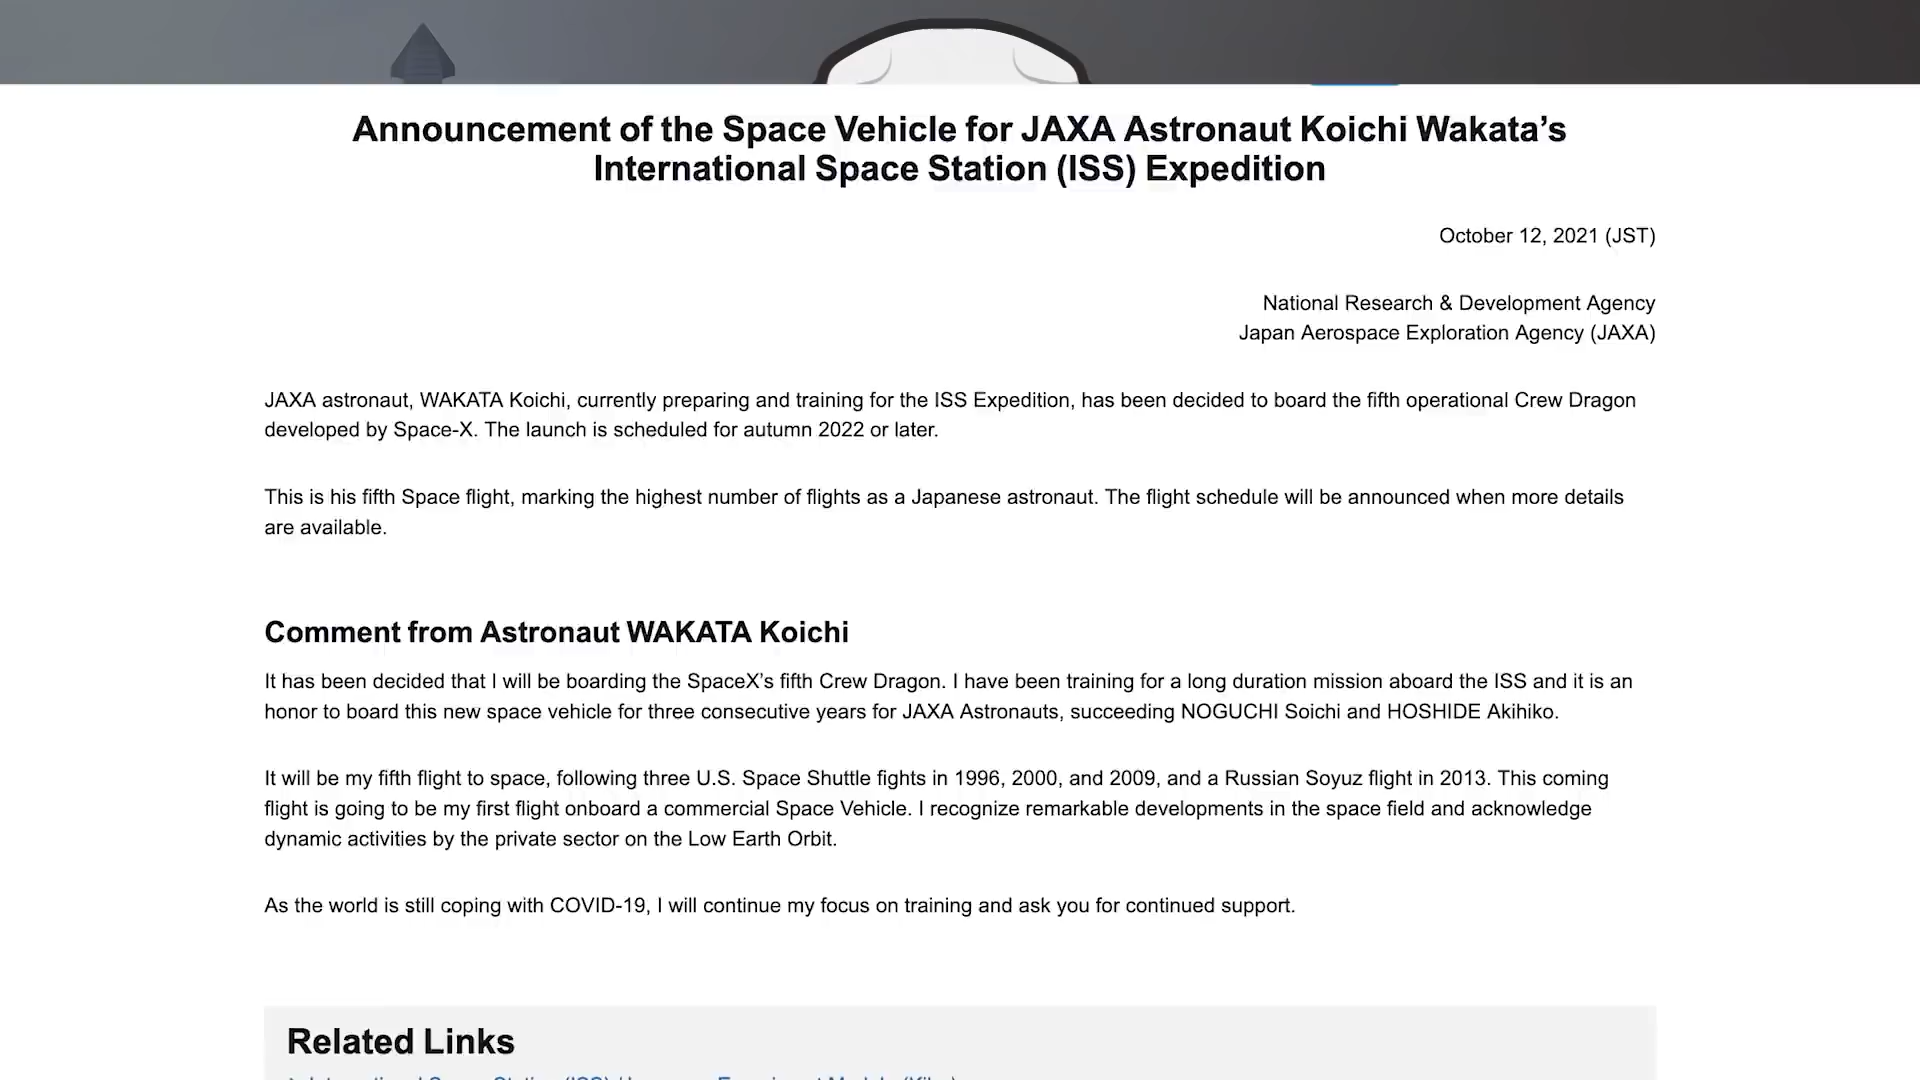 Announcement of the Space Vehicle for JAXA Astronaut Koichi Wakata’s
International Space Station (ISS) Expedition
October 12, 2021 (JST)
National Research & Development Agency
Japan Aerospace Exploration Agency (JAXA)
JAXA astronaut, WAKATA Koichi, currently preparing and training for the ISS Expedition, has been decided to board the fifth operational Crew Dragon
developed by Space-X. The launch is scheduled for autumn 2022 or later.
This is his fifth Space flight, marking the highest number of flights as a Japanese astronaut. The flight schedule will be announced when more details
are available.
Comment from Astronaut WAKATA Koichi
It has been decided that I will be boarding the SpaceX’s fifth Crew Dragon. I have been training for a long duration mission aboard the ISS and it is an
honor to board this new space vehicle for three consecutive years for JAXA Astronauts, succeeding NOGUCHI Soichi and HOSHIDE Akihiko.
It will be my fifth flight to space, following three U.S. Space Shuttle fights in 1996, 2000, and 2009, and a Russian Soyuz flight in 2013. This coming
flight is going to be my first flight onboard a commercial Space Vehicle. I recognize remarkable developments in the space field and acknowledge
dynamic activities by the private sector on the Low Earth Orbit.
As the world is still coping with COVID-19, I will continue my focus on training and ask you for continued support.
Related Links